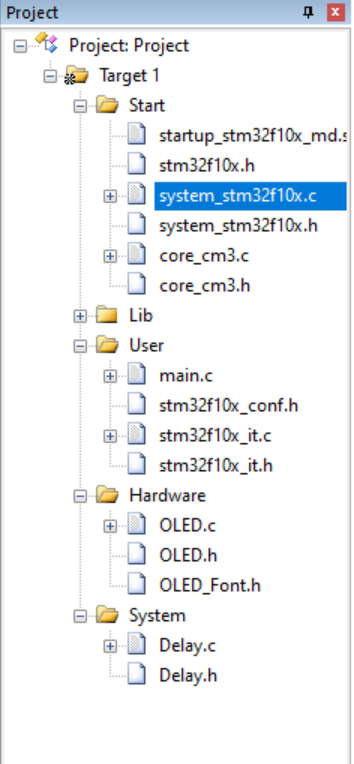 Project
Project: Project
Target 1
Start
startup_stm32f10x_md.s
stm32f10x.h
system_stm32f10x.c
system_stm32f10x.h
core_cm3.c
core_cm3.h
Lib
User
main.c
stm32f10x_conf.h
stm32f10x_it.c
stm32f10x_it.h
Hardware
OLED.c
OLED.h
OLED_Font.h
System
Delay.c
Delay.h